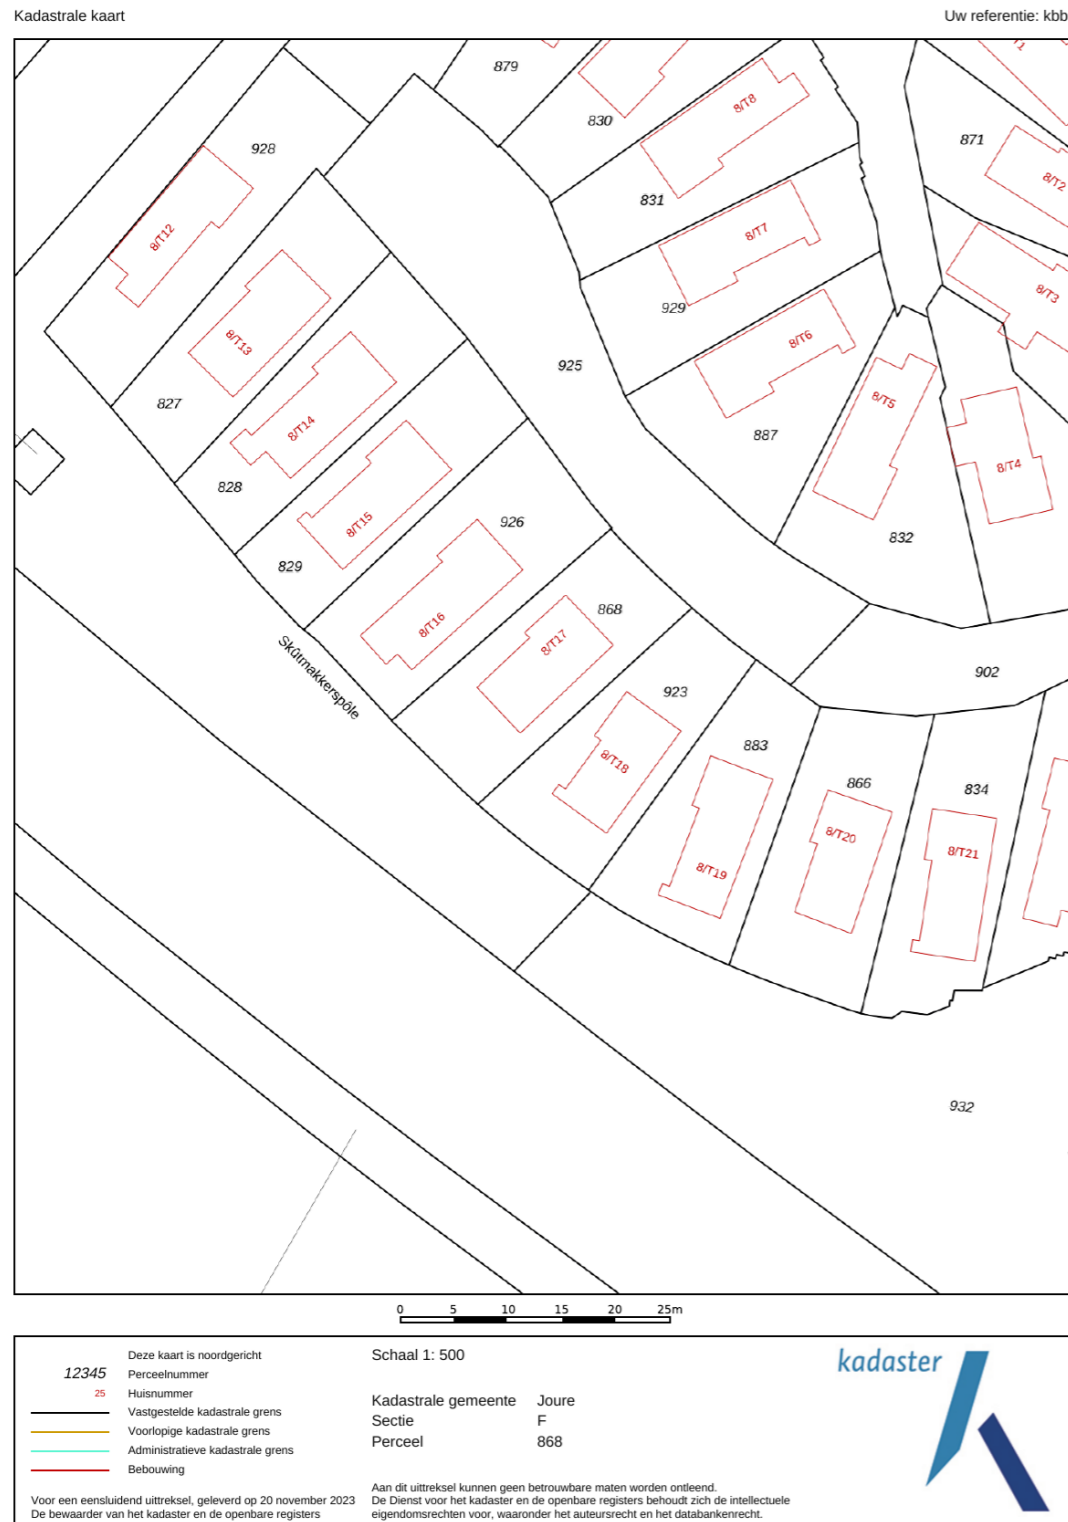 Kadastrale kaart
Uw referentie: kbb
879
830
8/T8
871
8/T2
928
831
8/T12
8/T7
8/T3
929
8/T13
8/T6
925
8/T5
827
8/T14
887
8/T4
828
8/T15
926
832
829
8/T16
868
8/T17
Skûtmakkerspôle
902
923
883
8/T18
866
834
8/T20
8/T21
8/T19
932
0 5 10 15 20 25m
Deze kaart is noordgericht
12345 Perceelnummer
25 Huisnummer
Vastgestelde kadastrale grens
Voorlopige kadastrale grens
Administratieve kadastrale grens
Bebouwing
Voor een eensluidend uittreksel, geleverd op 20 november 2023
De bewaarder van het kadaster en de openbare registers
Schaal 1: 500
Kadastrale gemeente Joure
Sectie F
Perceel 868
Aan dit uittreksel kunnen geen betrouwbare maten worden ontleend.
De Dienst voor het kadaster en de openbare registers behoudt zich de intellectuele
eigendomsrechten voor, waaronder het auteursrecht en het databankenrecht.
kadaster